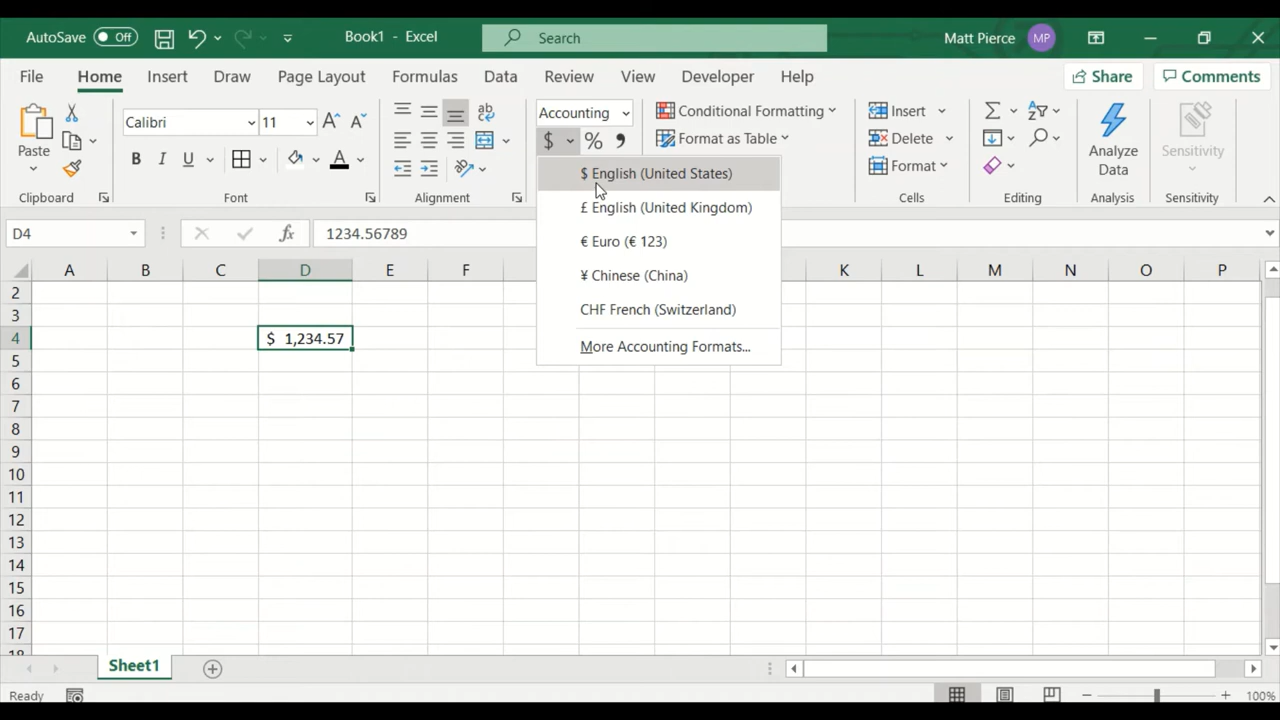 AutoSave Off Book1 - Excel Search Matt Pierce MP
File Home Insert Draw Page Layout Formulas Data Review View Developer Help Share Comments
Paste
Clipboard
Calibri 11
B I U A
Font
Alignment
Accounting
$ % ,
Conditional Formatting
Format as Table
Insert
Delete
Format
Cells
Editing
Analyze
Data
Analysis
Sensitivity
Sensitivity
$ English (United States)
£ English (United Kingdom)
€ Euro (€ 123)
¥ Chinese (China)
CHF French (Switzerland)
More Accounting Formats...
D4 fx 1234.56789
A B C D E F K L M N O P
2
3
4 $ 1,234.57
5
6
7
8
9
10
11
12
13
14
15
16
17
18
Sheet1
Ready 100%